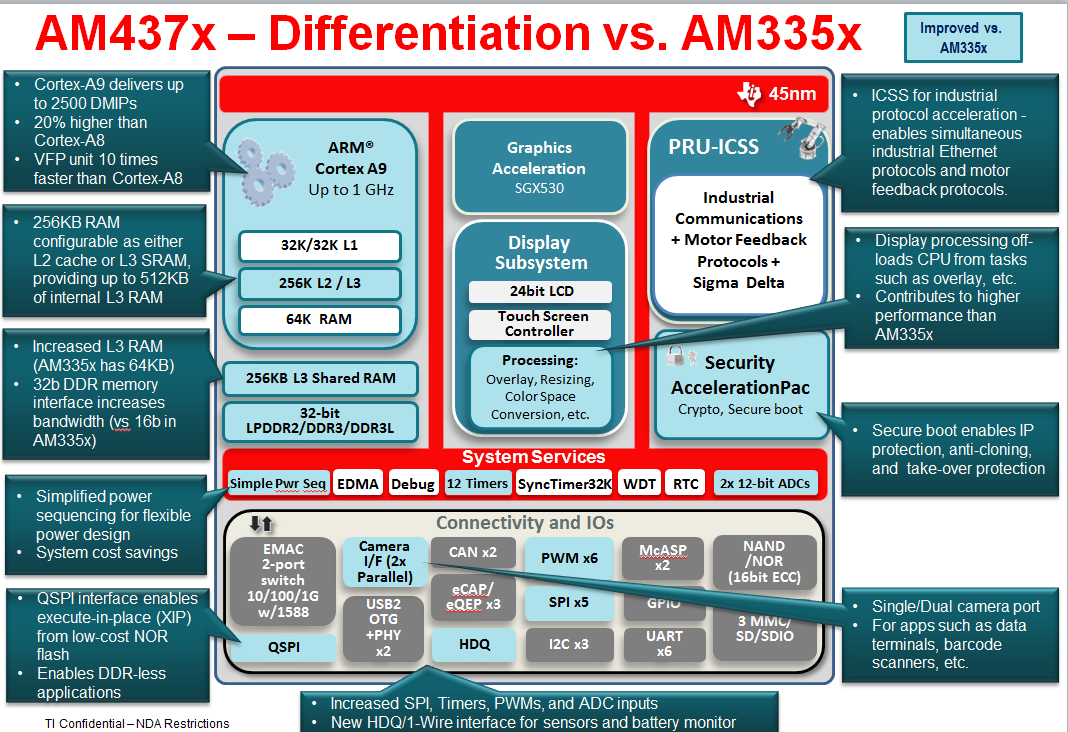 AM437x – Differentiation vs. AM335x
Improved vs.
AM335x
• Cortex-A9 delivers up
to 2500 DMIPs
• 20% higher than
Cortex-A8
• VFP unit 10 times
faster than Cortex-A8
• 256KB RAM
configurable as either
L2 cache or L3 SRAM,
providing up to 512KB
of internal L3 RAM
• Increased L3 RAM
(AM335x has 64KB)
• 32b DDR memory
interface increases
bandwidth (vs 16b in
AM335x)
• Simplified power
sequencing for flexible
power design
• System cost savings
• QSPI interface enables
execute-in-place (XIP)
from low-cost NOR
flash
• Enables DDR-less
applications
45nm
ARM®
Cortex A9
Up to 1 GHz
32K/32K L1
256K L2 / L3
64K RAM
256KB L3 Shared RAM
32-bit
LPDDR2/DDR3/DDR3L
Graphics
Acceleration
SGX530
Display
Subsystem
24bit LCD
Touch Screen
Controller
Processing:
Overlay, Resizing,
Color Space
Conversion, etc.
PRU-ICSS
Industrial
Communications
+ Motor Feedback
Protocols +
Sigma Delta
Security
AccelerationPac
Crypto, Secure boot
System Services
Simple Pwr Seq
EDMA
Debug
12 Timers
SyncTimer32K
WDT
RTC
2x 12-bit ADCs
Connectivity and IOs
EMAC
2-port
switch
10/100/1G
w/1588
QSPI
Camera
I/F (2x
Parallel)
USB2
OTG
+PHY
x2
CAN x2
eCAP/
eQEP x3
HDQ
PWM x6
SPI x5
I2C x3
McASP
x2
GPIO
UART
x6
NAND
/NOR
(16bit ECC)
3 MMC/
SD/SDIO
• ICSS for industrial
protocol acceleration -
enables simultaneous
industrial Ethernet
protocols and motor
feedback protocols.
• Display processing off-
loads CPU from tasks
such as overlay, etc.
• Contributes to higher
performance than
AM335x
• Secure boot enables IP
protection, anti-cloning,
and take-over protection
• Single/Dual camera port
• For apps such as data
terminals, barcode
scanners, etc.
• Increased SPI, Timers, PWMs, and ADC inputs
• New HDQ/1-Wire interface for sensors and battery monitor
TI Confidential – NDA Restrictions